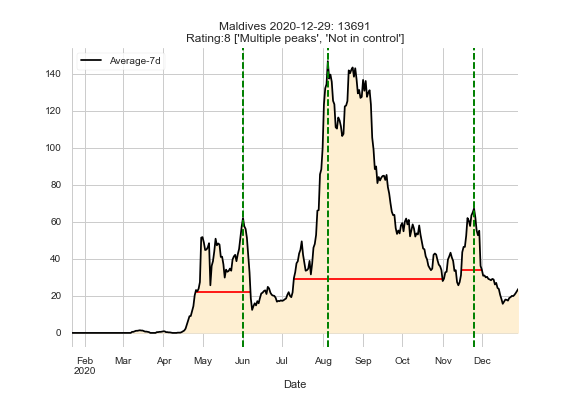 Maldives 2020-12-29: 13691
Rating:8 ['Multiple peaks', 'Not in control']
Average-7d
140
120
100
80
60
40
20
0
Feb Mar Apr May Jun Jul Aug Sep Oct Nov Dec
2020
Date